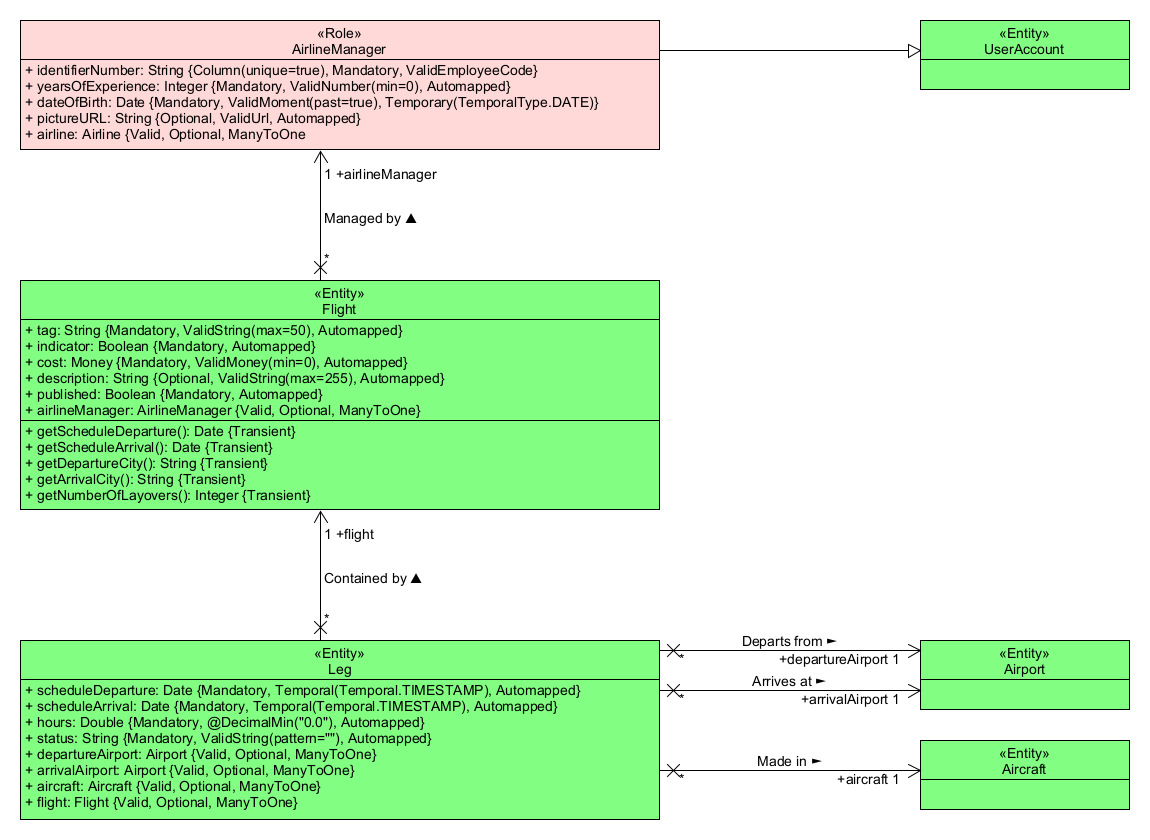 «Role»
AirlineManager
+ identifierNumber: String {Column(unique=true), Mandatory, ValidEmployeeCode}
+ yearsOfExperience: Integer {Mandatory, ValidNumber(min=0), Automapped}
+ dateOfBirth: Date {Mandatory, ValidMoment(past=true), Temporary(TemporalType.DATE)}
+ pictureURL: String {Optional, ValidUrl, Automapped}
+ airline: Airline {Valid, Optional, ManyToOne
«Entity»
UserAccount
1 +airlineManager
Managed by ▲
*
«Entity»
Flight
+ tag: String {Mandatory, ValidString(max=50), Automapped}
+ indicator: Boolean {Mandatory, Automapped}
+ cost: Money {Mandatory, ValidMoney(min=0), Automapped}
+ description: String {Optional, ValidString(max=255), Automapped}
+ published: Boolean {Mandatory, Automapped}
+ airlineManager: AirlineManager {Valid, Optional, ManyToOne}
+ getScheduleDeparture(): Date {Transient}
+ getScheduleArrival(): Date {Transient}
+ getDepartureCity(): String {Transient}
+ getArrivalCity(): String {Transient}
+ getNumberOfLayovers(): Integer {Transient}
1 +flight
Contained by ▲
*
«Entity»
Leg
+ scheduleDeparture: Date {Mandatory, Temporal(Temporal.TIMESTAMP), Automapped}
+ scheduleArrival: Date {Mandatory, Temporal(Temporal.TIMESTAMP), Automapped}
+ hours: Double {Mandatory, @DecimalMin("0.0"), Automapped}
+ status: String {Mandatory, ValidString(pattern=""), Automapped}
+ departureAirport: Airport {Valid, Optional, ManyToOne}
+ arrivalAirport: Airport {Valid, Optional, ManyToOne}
+ aircraft: Aircraft {Valid, Optional, ManyToOne}
+ flight: Flight {Valid, Optional, ManyToOne}
Departs from ►
* +departureAirport 1
Arrives at ►
* +arrivalAirport 1
Made in ►
* +aircraft 1
«Entity»
Airport
«Entity»
Aircraft